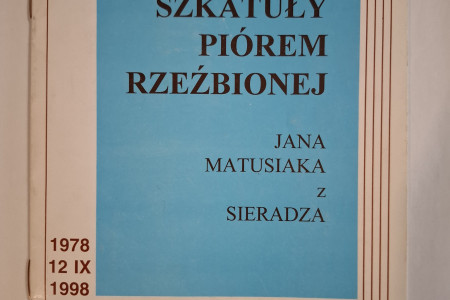 SZKATUŁY
PIÓREM
RZEŹBIONEJ
JANA
MATUSIAKA
z
SIERADZA
1978
12 IX
1998